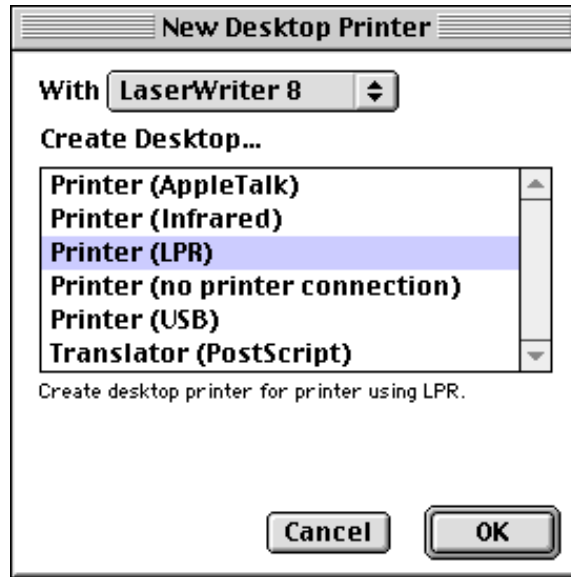 New Desktop Printer
With LaserWriter 8
Create Desktop...
Printer (AppleTalk)
Printer (Infrared)
Printer (LPR)
Printer (no printer connection)
Printer (USB)
Translator (PostScript)
Create desktop printer for printer using LPR.
Cancel OK